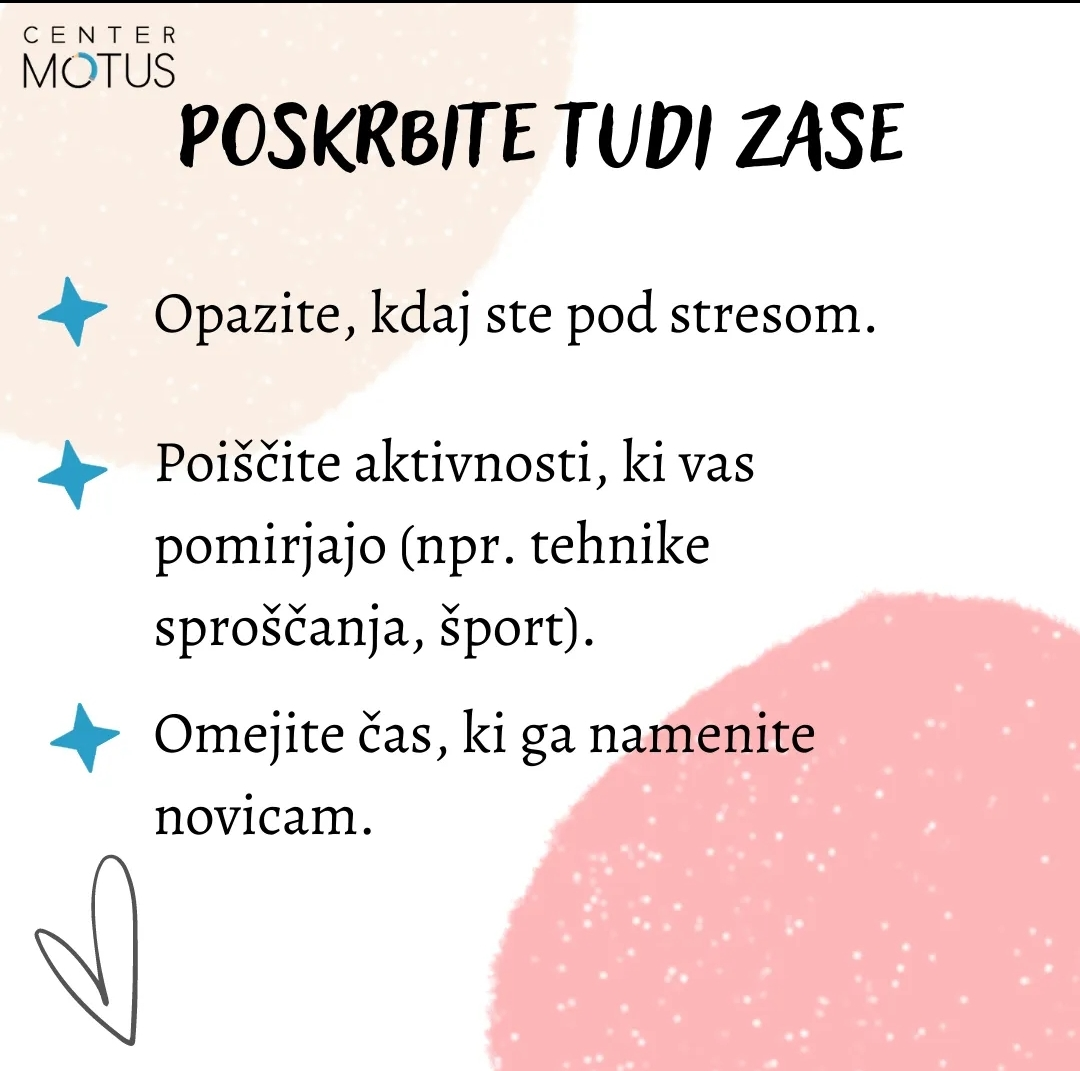 CENTER
MOTUS
POSKRBITE TUDI ZASE
Opazite, kdaj ste pod stresom.
Poiščite aktivnosti, ki vas
pomirjajo (npr. tehnike
sproščanja, šport).
Omejite čas, ki ga namenite
novicam.